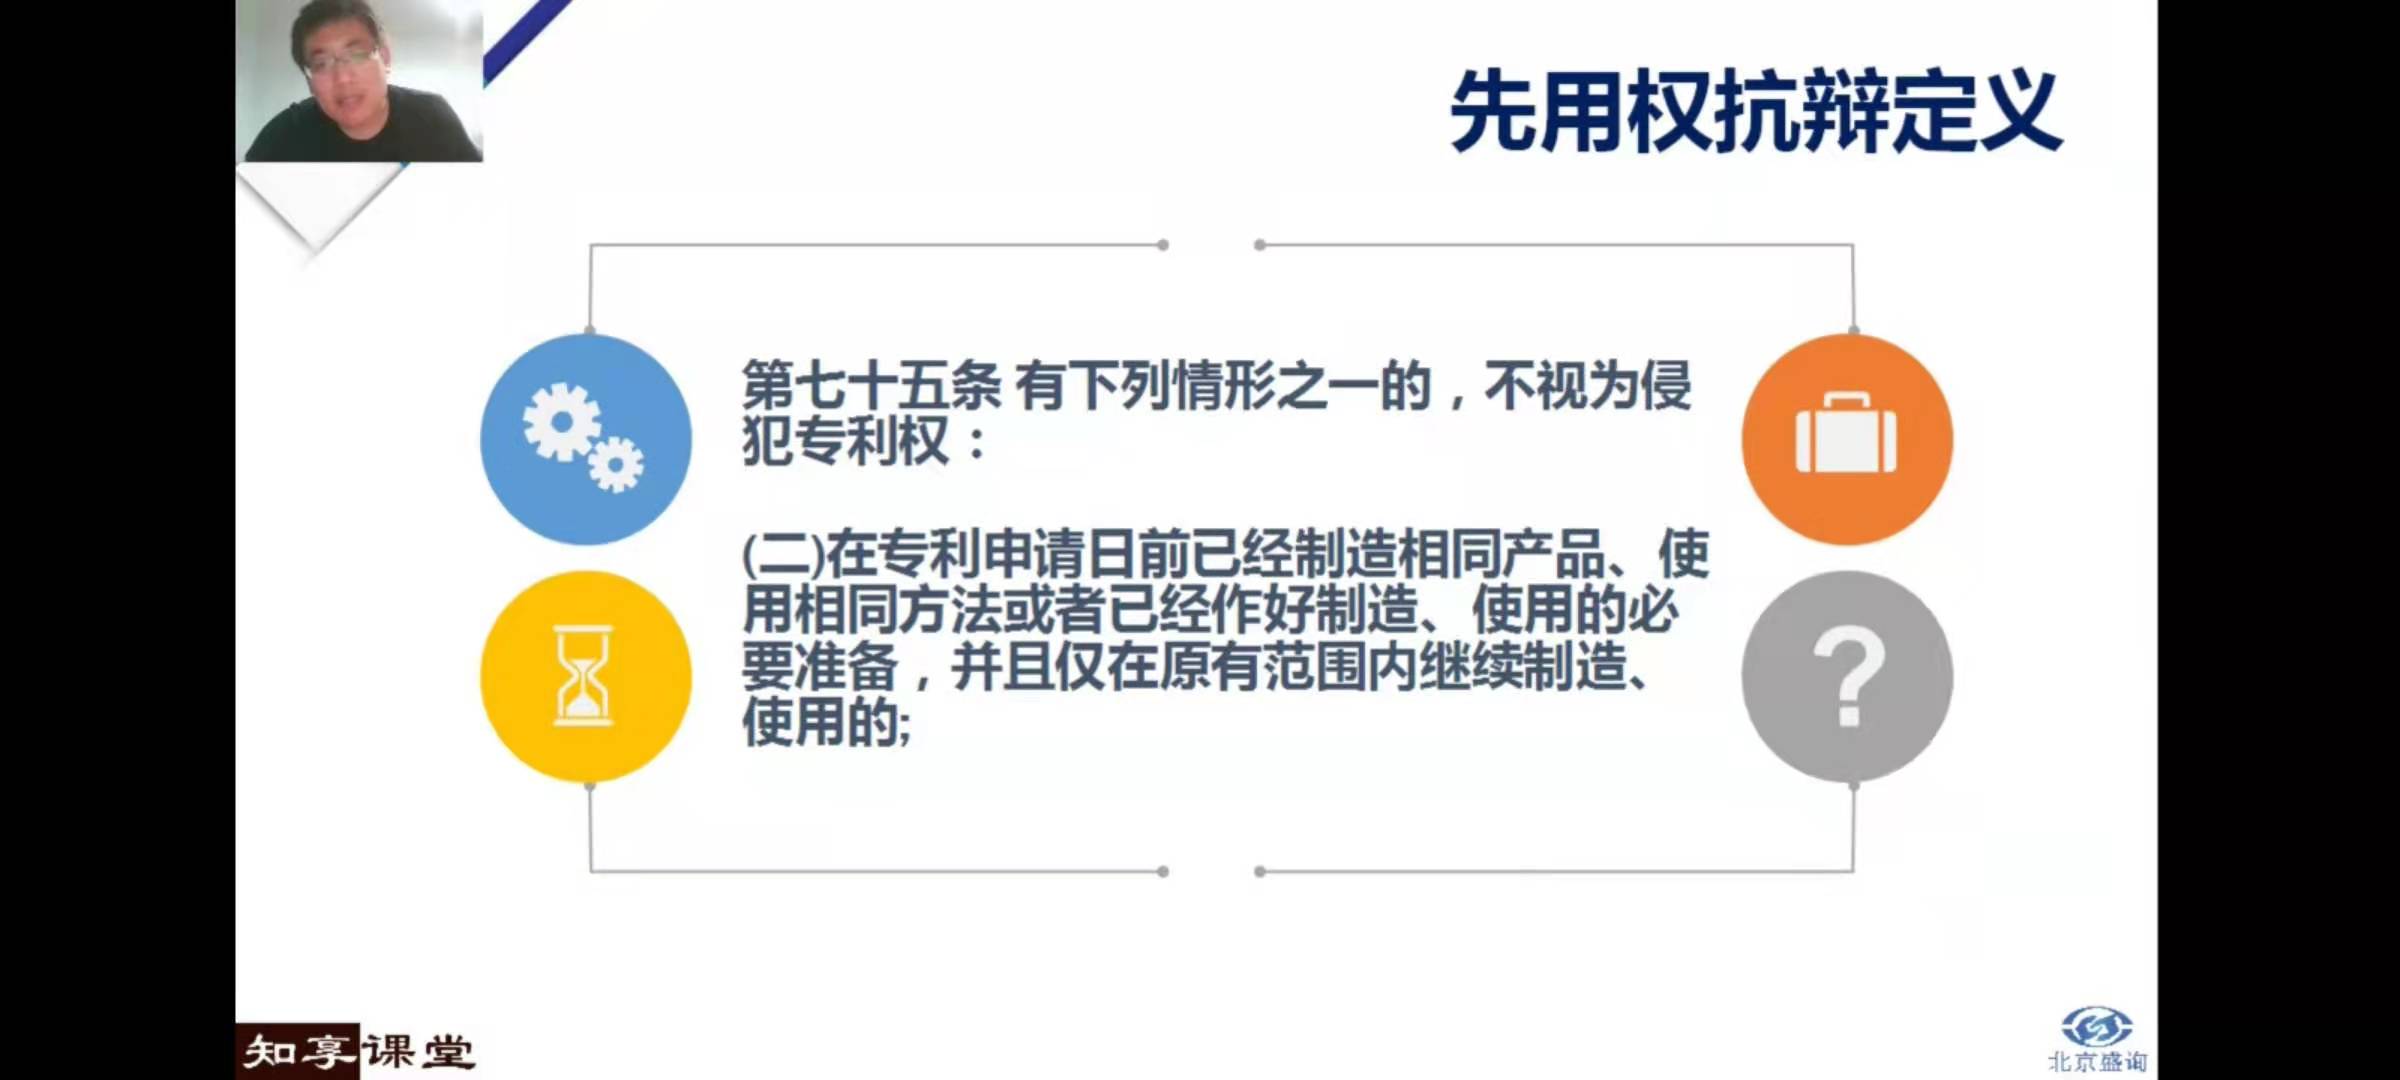 先用权抗辩定义
第七十五条 有下列情形之一的，不视为侵
犯专利权：
(二)在专利申请日前已经制造相同产品、使
用相同方法或者已经作好制造、使用的必
要准备，并且仅在原有范围内继续制造、
使用的;
?
知享课堂
北京盛询